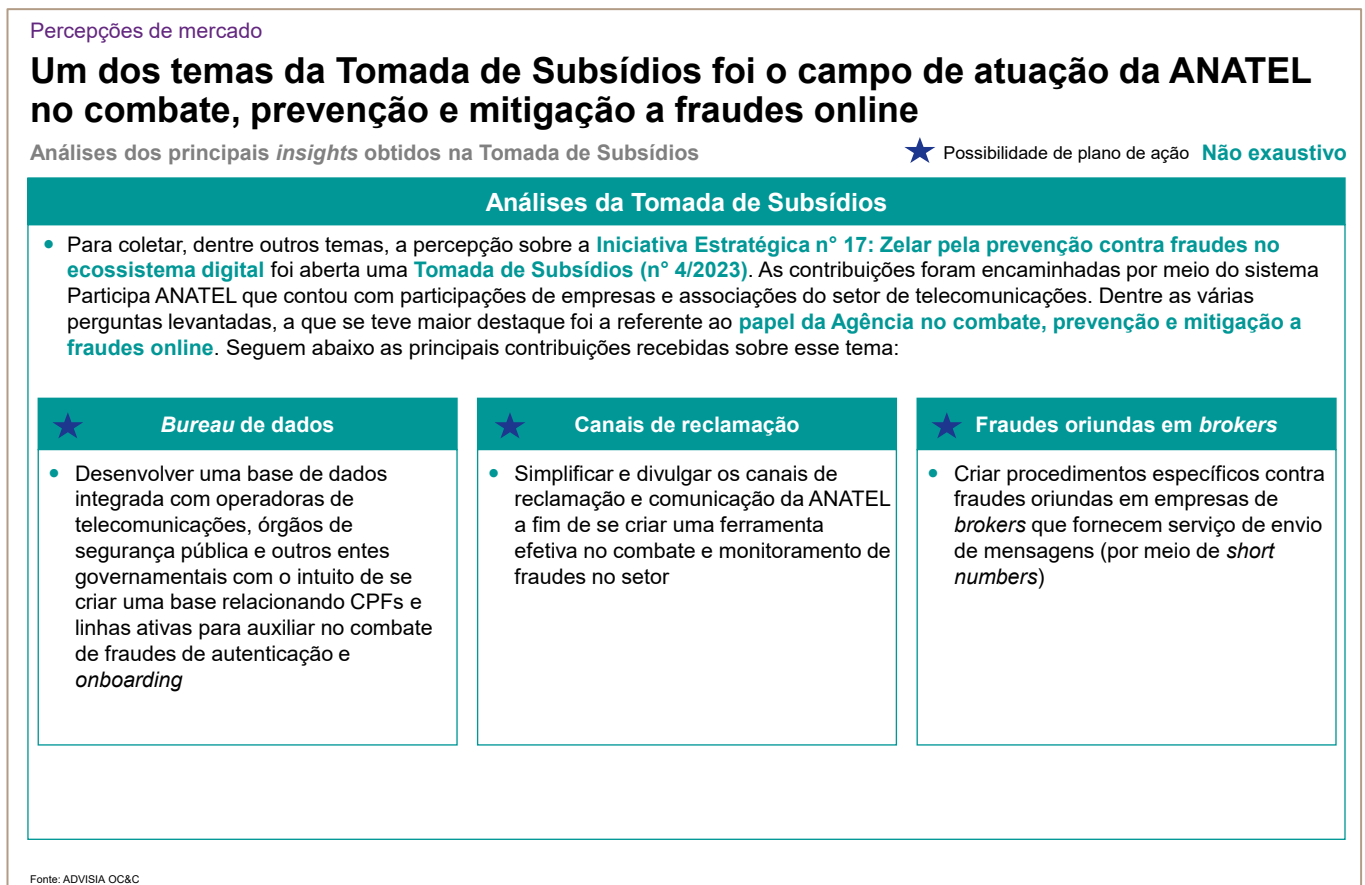 Percepções de mercado
Um dos temas da Tomada de Subsídios foi o campo de atuação da ANATEL
no combate, prevenção e mitigação a fraudes online
Análises dos principais insights obtidos na Tomada de Subsídios
Possibilidade de plano de ação Não exaustivo
Análises da Tomada de Subsídios
• Para coletar, dentre outros temas, a percepção sobre a Iniciativa Estratégica n° 17: Zelar pela prevenção contra fraudes no
ecossistema digital foi aberta uma Tomada de Subsídios (n° 4/2023). As contribuições foram encaminhadas por meio do sistema
Participa ANATEL que contou com participações de empresas e associações do setor de telecomunicações. Dentre as várias
perguntas levantadas, a que se teve maior destaque foi a referente ao papel da Agência no combate, prevenção e mitigação a
fraudes online. Seguem abaixo as principais contribuições recebidas sobre esse tema:
Bureau de dados
• Desenvolver uma base de dados
integrada com operadoras de
telecomunicações, órgãos de
segurança pública e outros entes
governamentais com o intuito de se
criar uma base relacionando CPFs e
linhas ativas para auxiliar no combate
de fraudes de autenticação e
onboarding
Canais de reclamação
• Simplificar e divulgar os canais de
reclamação e comunicação da ANATEL
a fim de se criar uma ferramenta
efetiva no combate e monitoramento de
fraudes no setor
Fraudes oriundas em brokers
• Criar procedimentos específicos contra
fraudes oriundas em empresas de
brokers que fornecem serviço de envio
de mensagens (por meio de short
numbers)
Fonte: ADVISIA OC&C